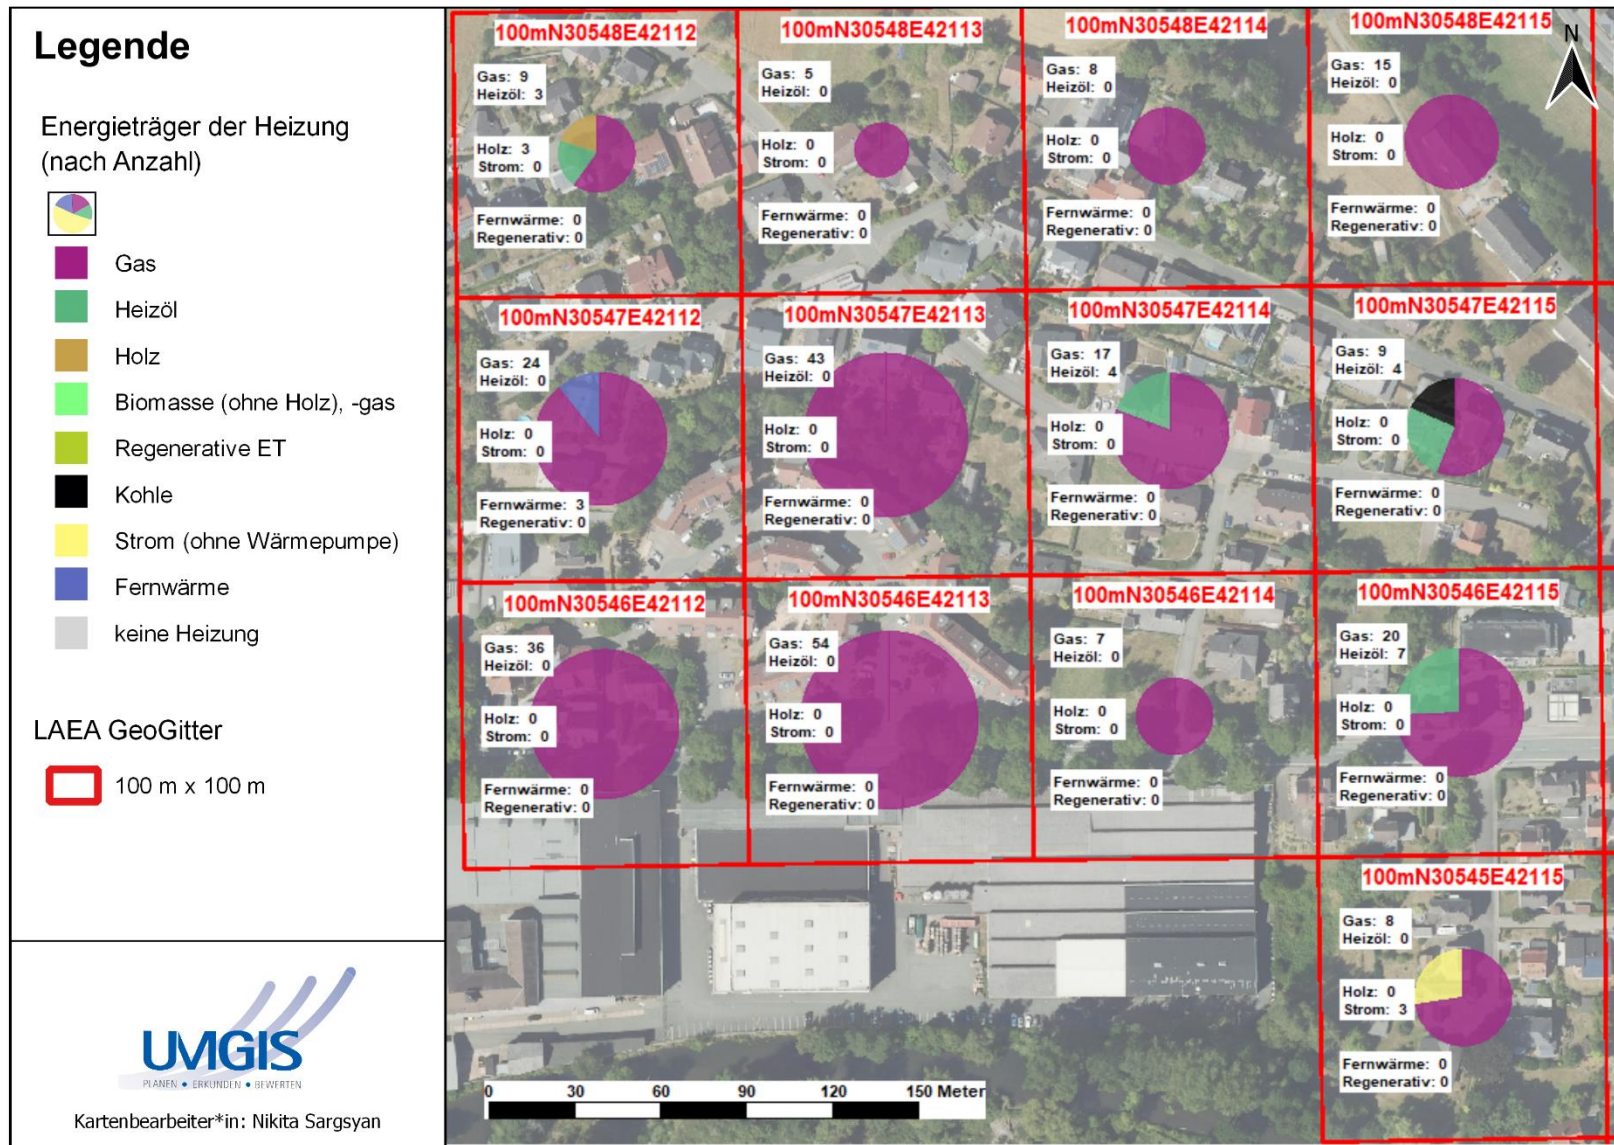 Legende
Energieträger der Heizung
(nach Anzahl)
Gas
Heizöl
Holz
Biomasse (ohne Holz), -gas
Regenerative ET
Kohle
Strom (ohne Wärmepumpe)
Fernwärme
keine Heizung
LAEA GeoGitter
100 m x 100 m
UMGIS
PLANEN • ERKUNDEN • BEWERTEN
Kartenbearbeiter*in: Nikita Sargsyan
N
100mN30548E42112
Gas: 9
Heizöl: 3
Holz: 3
Strom: 0
Fernwärme: 0
Regenerativ: 0
100mN30548E42113
Gas: 5
Heizöl: 0
Holz: 0
Strom: 0
Fernwärme: 0
Regenerativ: 0
100mN30548E42114
Gas: 8
Heizöl: 0
Holz: 0
Strom: 0
Fernwärme: 0
Regenerativ: 0
100mN30548E42115
Gas: 15
Heizöl: 0
Holz: 0
Strom: 0
Fernwärme: 0
Regenerativ: 0
100mN30547E42112
Gas: 24
Heizöl: 0
Holz: 0
Strom: 0
Fernwärme: 3
Regenerativ: 0
100mN30547E42113
Gas: 43
Heizöl: 0
Holz: 0
Strom: 0
Fernwärme: 0
Regenerativ: 0
100mN30547E42114
Gas: 17
Heizöl: 4
Holz: 0
Strom: 0
Fernwärme: 0
Regenerativ: 0
100mN30547E42115
Gas: 9
Heizöl: 4
Holz: 0
Strom: 0
Fernwärme: 0
Regenerativ: 0
100mN30546E42112
Gas: 36
Heizöl: 0
Holz: 0
Strom: 0
Fernwärme: 0
Regenerativ: 0
100mN30546E42113
Gas: 54
Heizöl: 0
Holz: 0
Strom: 0
Fernwärme: 0
Regenerativ: 0
100mN30546E42114
Gas: 7
Heizöl: 0
Holz: 0
Strom: 0
Fernwärme: 0
Regenerativ: 0
100mN30546E42115
Gas: 20
Heizöl: 7
Holz: 0
Strom: 0
Fernwärme: 0
Regenerativ: 0
100mN30545E42115
Gas: 8
Heizöl: 0
Holz: 0
Strom: 3
Fernwärme: 0
Regenerativ: 0
0 30 60 90 120 150 Meter